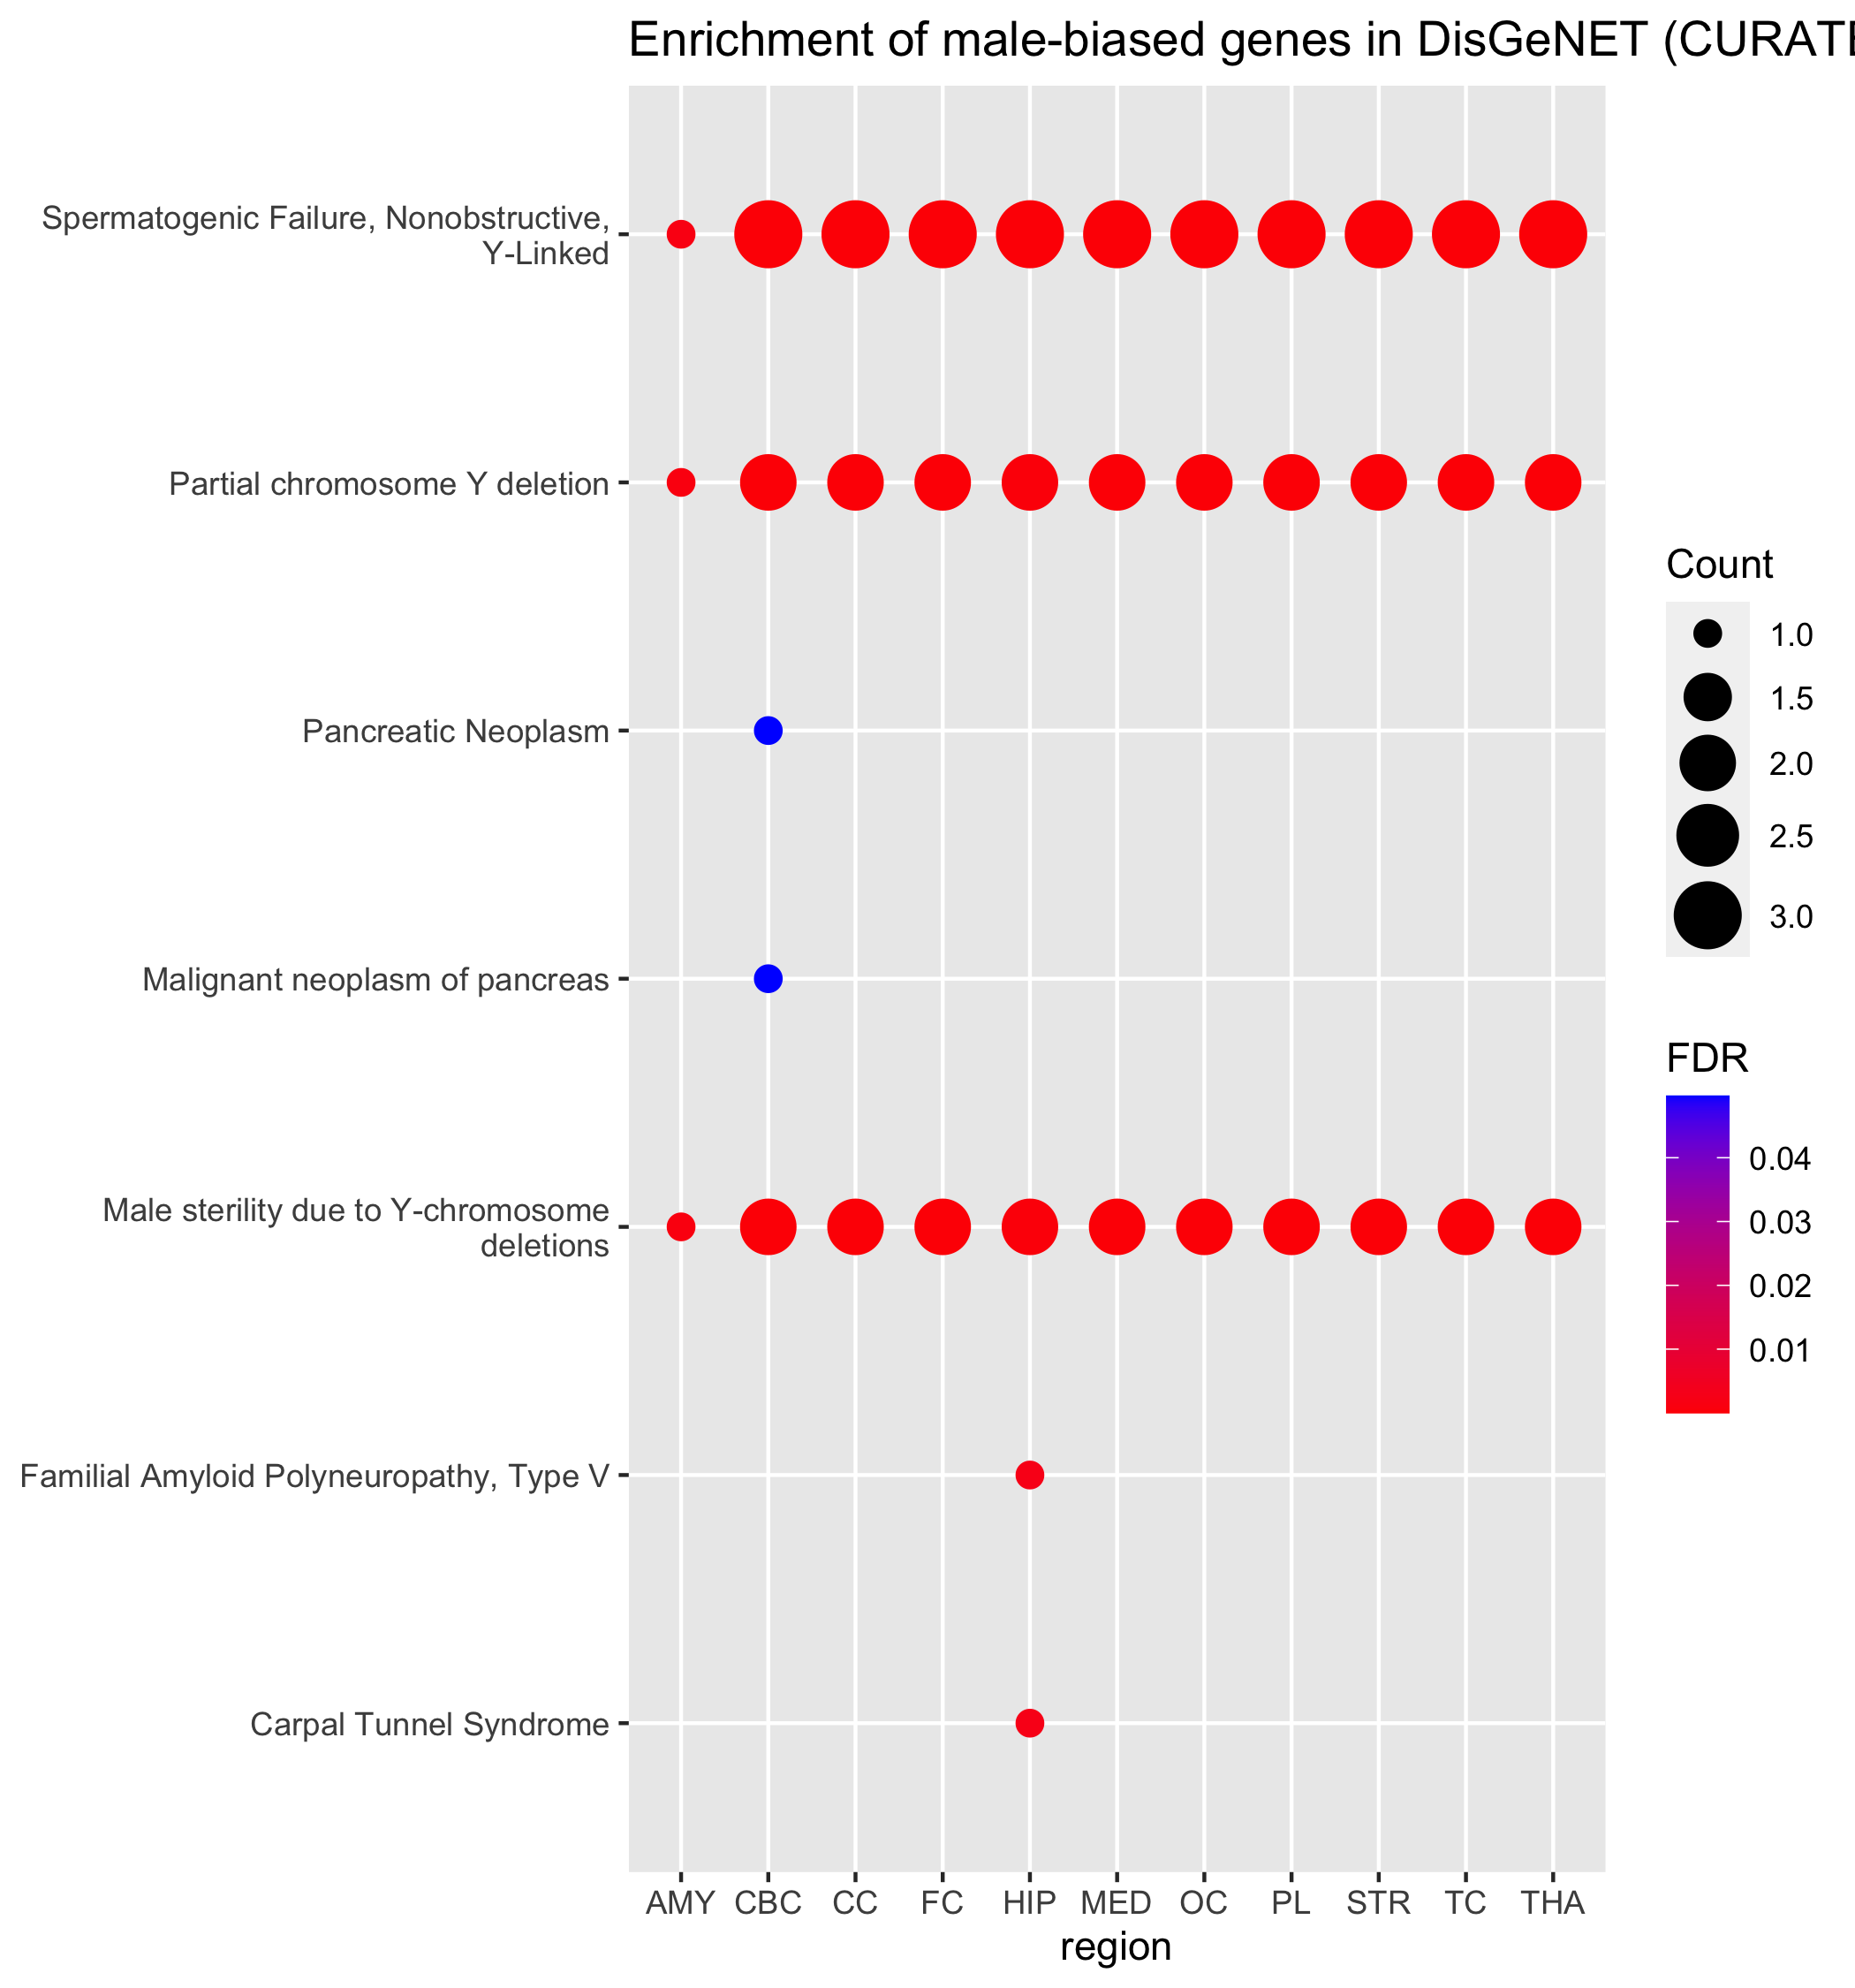 Enrichment of male-biased genes in DisGeNET (CURATE
Spermatogenic Failure, Nonobstructive,
Y-Linked
Partial chromosome Y deletion
Pancreatic Neoplasm
Malignant neoplasm of pancreas
Male sterility due to Y-chromosome
deletions
Familial Amyloid Polyneuropathy, Type V
Carpal Tunnel Syndrome
AMY CBC CC FC HIP MED OC PL STR TC THA
region
Count
1.0
1.5
2.0
2.5
3.0
FDR
0.04
0.03
0.02
0.01